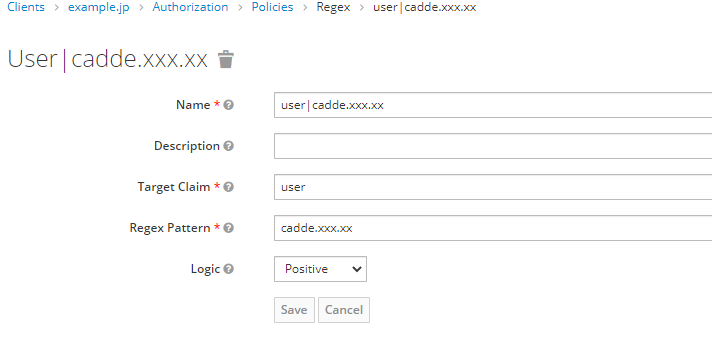 Clients > example.jp > Authorization > Policies > Regex > user|cadde.xxx.xx
User|cadde.xxx.xx
Name * user|cadde.xxx.xx
Description
Target Claim * user
Regex Pattern * cadde.xxx.xx
Logic Positive
Save Cancel